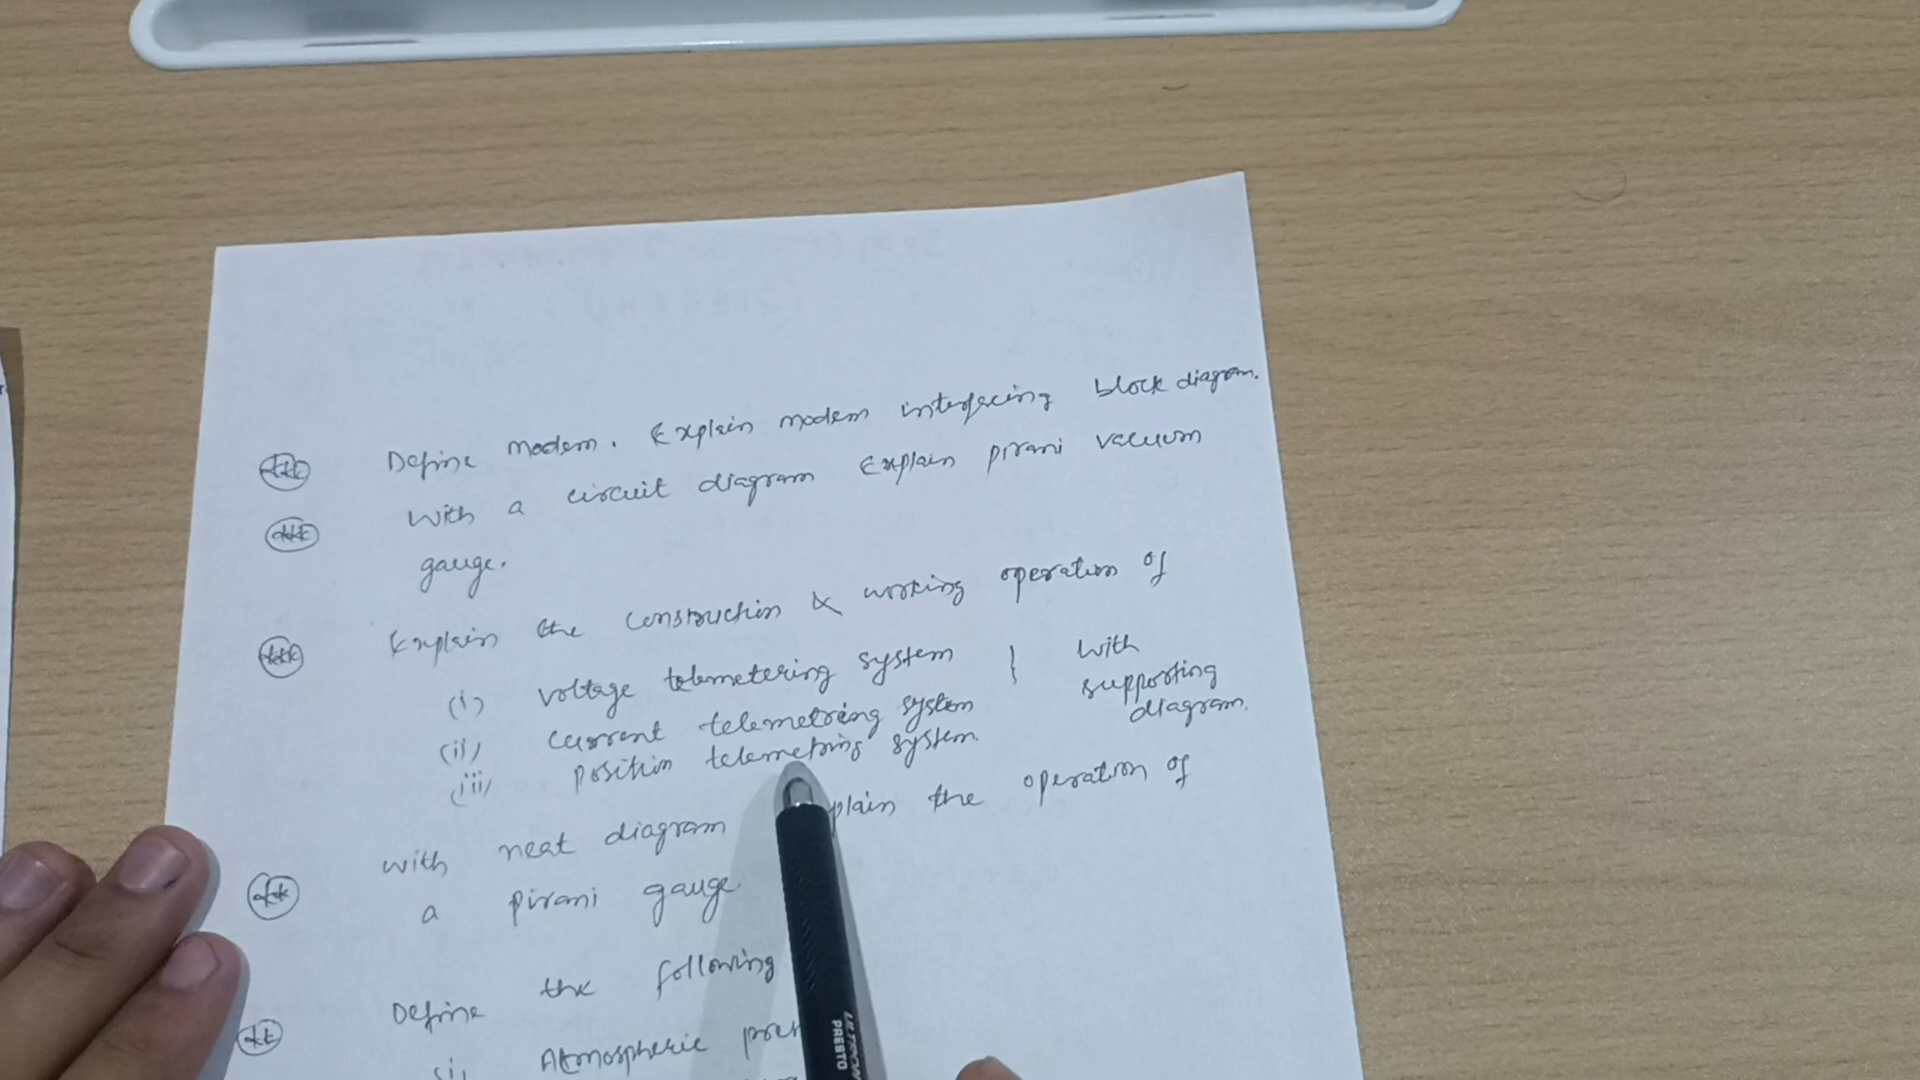 *** Define modem. Explain modem interfacing block diagram.
*** With a circuit diagram Explain pirani vacuum
gauge.
*** Explain the construction & working operation of
(i) voltage telemetering system } with
supporting
(ii) current telemetring system diagram.
(iii) position telemetring system.
** with neat diagram plain the operation of
a pirani gauge
** Define the following
(i) Atmospheric pres
PRESTO